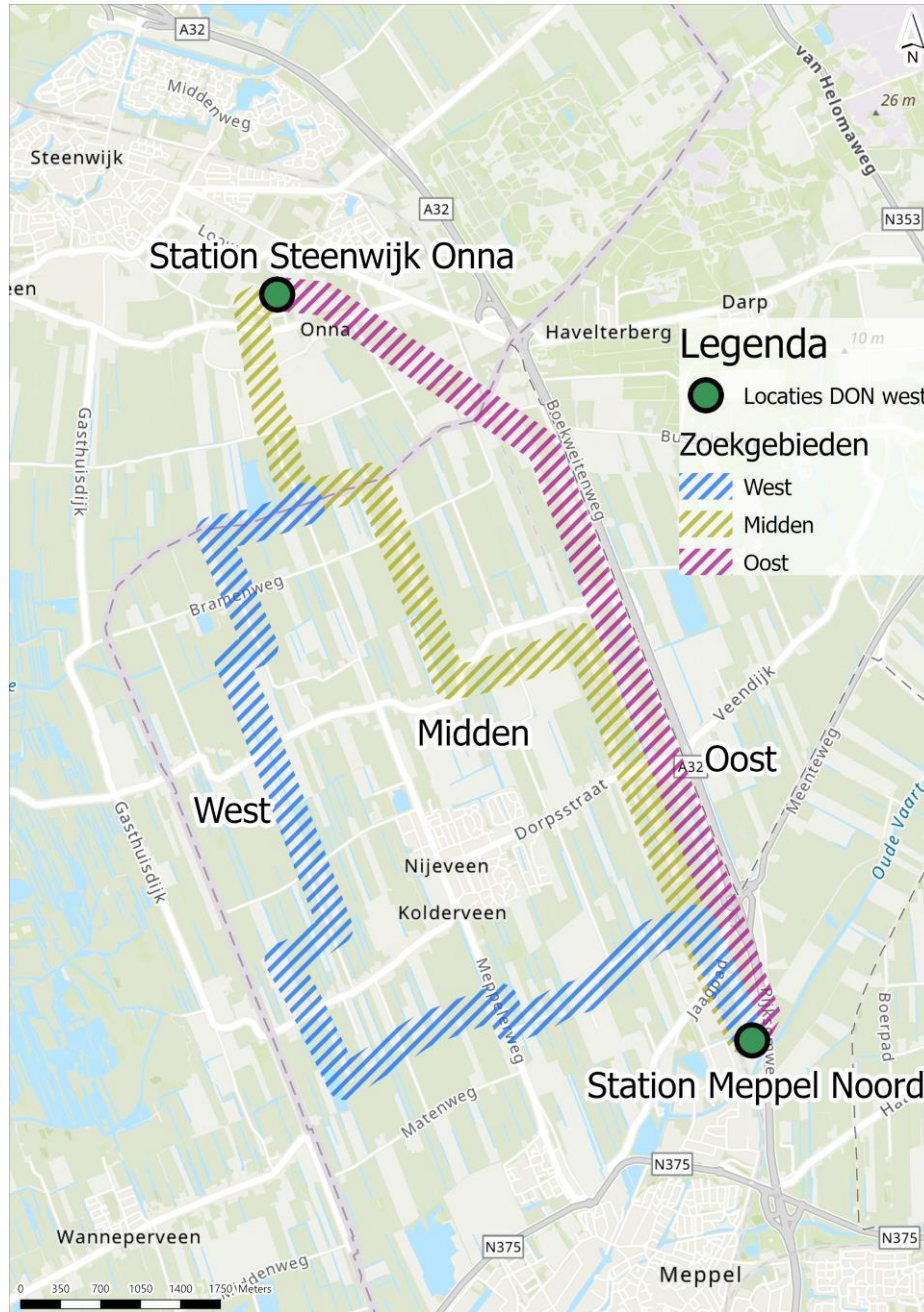 A32
N
Middenweg
van Helomaweg
26 m
Steenwijk
A32
N353
Station Steenwijk Onna
Darp
Onna
Havelterberg
Legenda
10 m
Locaties DON west
Gasthuisdijk
Boekweitenweg
Zoekgebieden
West
Midden
Oost
Bramenweg
Veendijk
Midden
Meenteweg
A32
Oost
West
Gasthuisdijk
Dorpsstraat
Oude Vaart
Nijeveen
Kolderveen
Meppelerweg
Jaagpad
Boerpad
Station Meppel Noord
Matenweg
N375
Wanneperveen
N375
N375
Meppel
Middenweg
0 350 700 1050 1400 1750 Meters